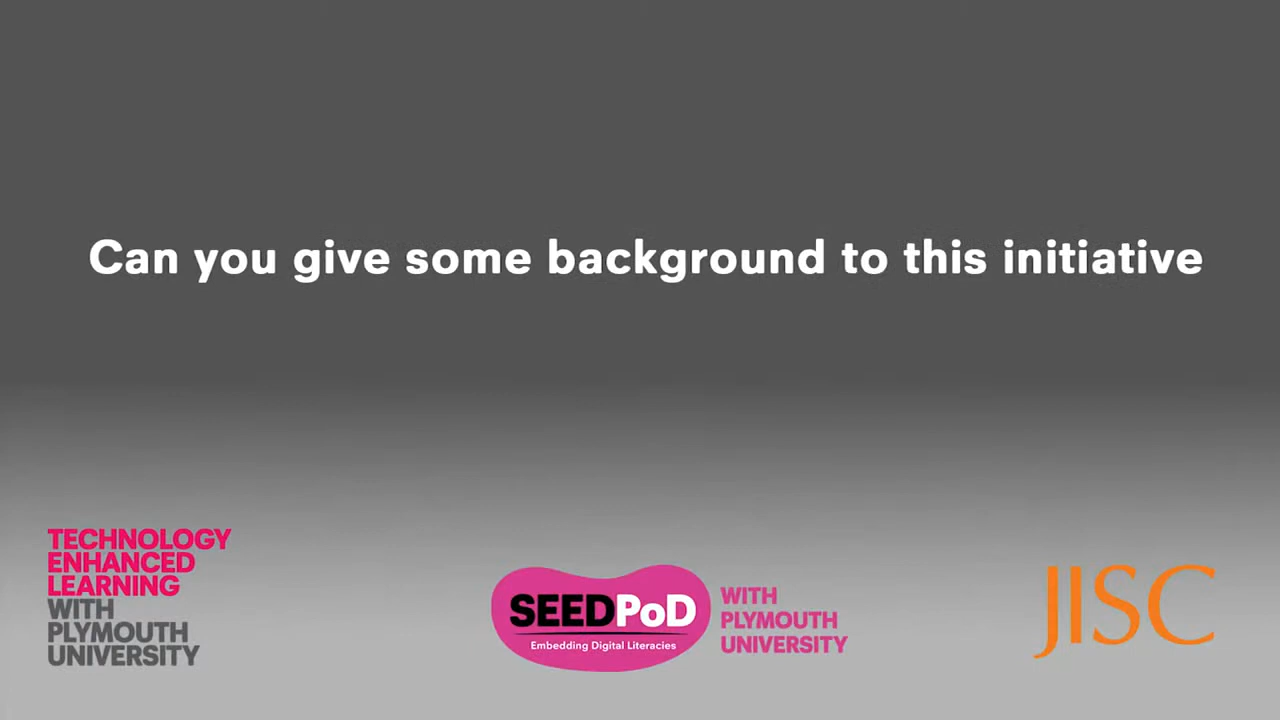 Can you give some background to this initiative
TECHNOLOGY
ENHANCED
LEARNING
WITH
PLYMOUTH
UNIVERSITY
SEEDPoD
Embedding Digital Literacies
WITH
PLYMOUTH
UNIVERSITY
JISC